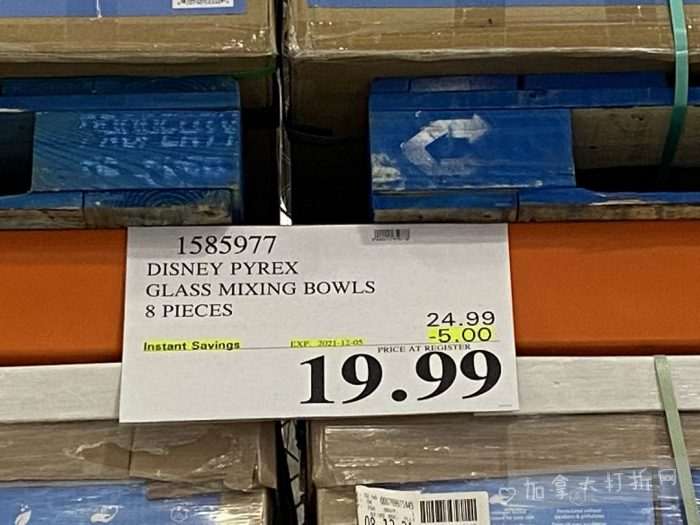 1585977
DISNEY PYREX
GLASS MIXING BOWLS
8 PIECES
24.99
Instant Savings EXP. 2021-12-05 -5.00
PRICE AT REGISTER
19.99
加拿大打折网